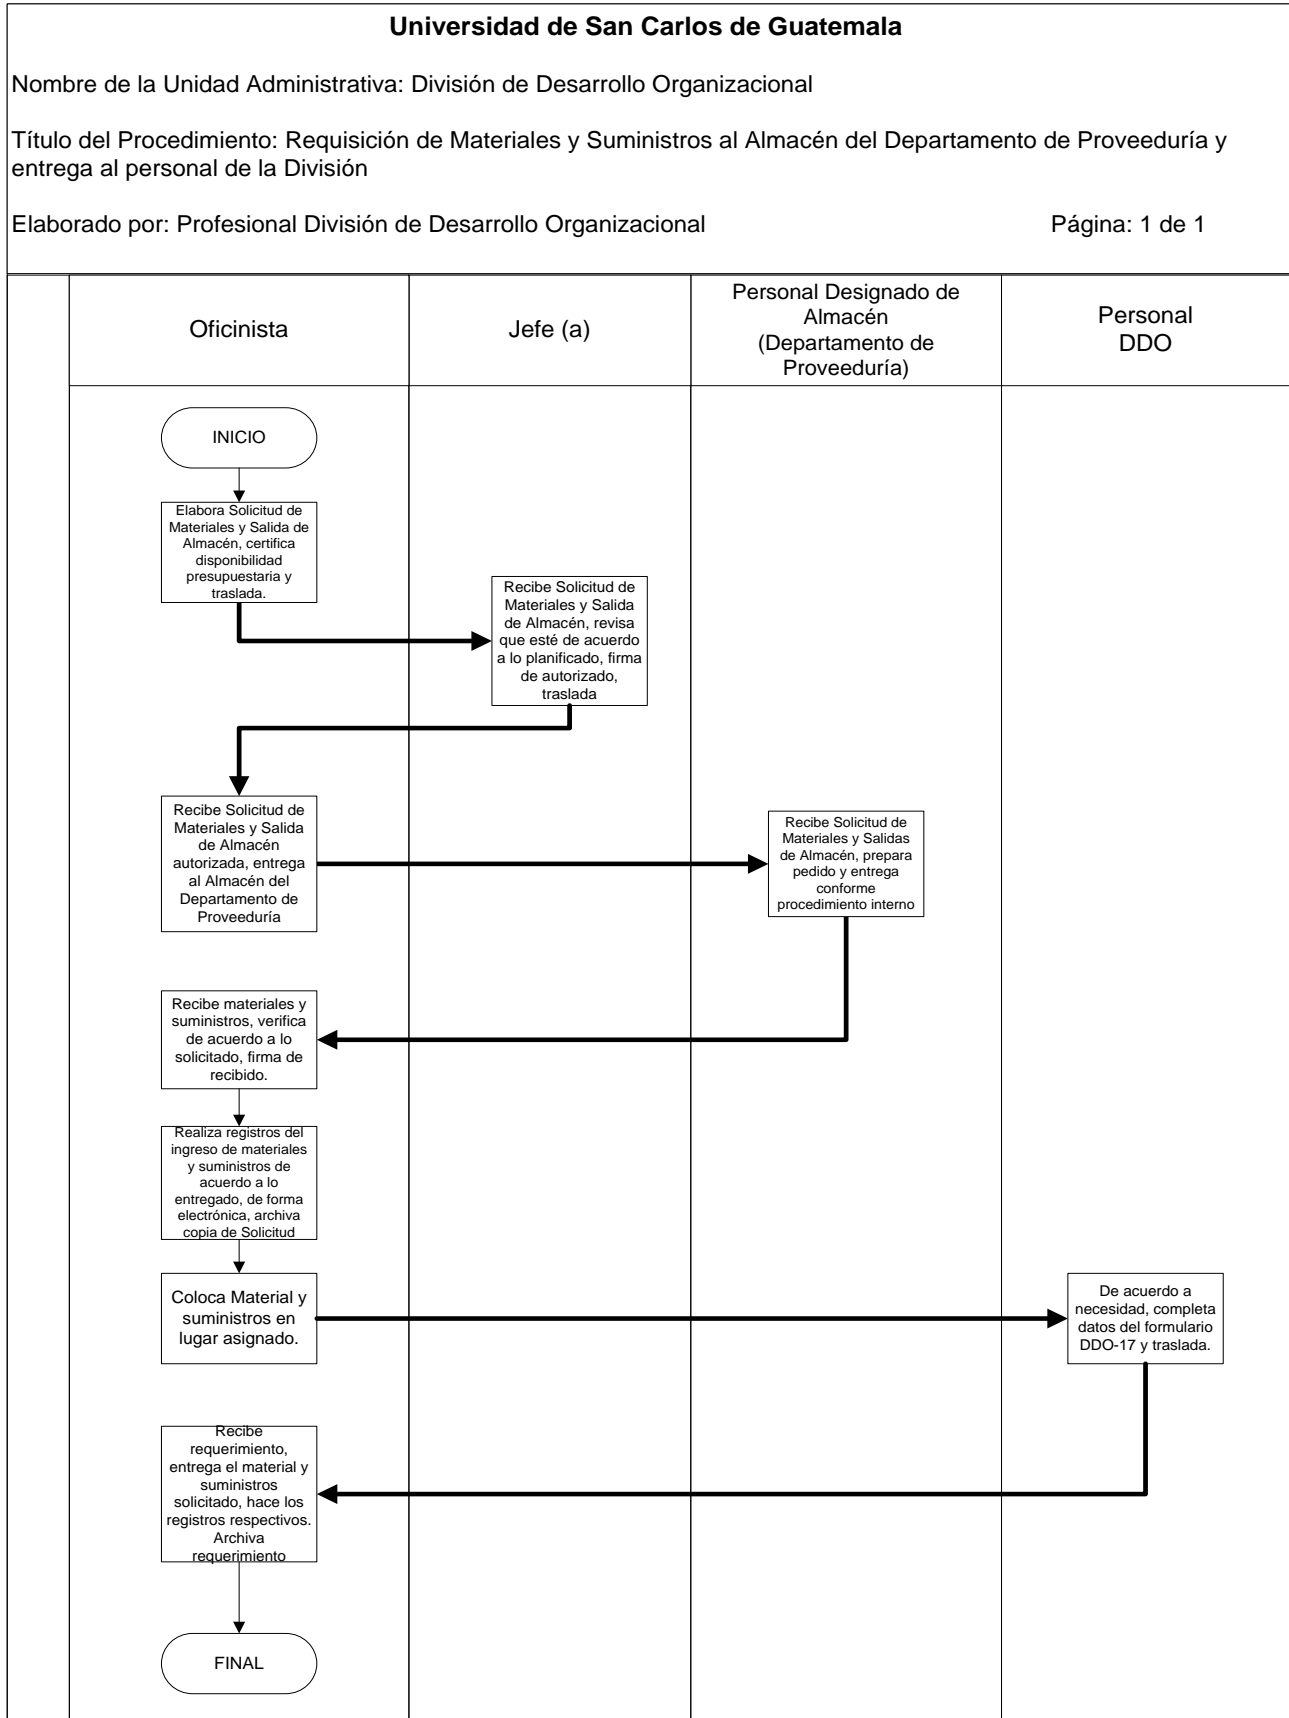 Universidad de San Carlos de Guatemala
Nombre de la Unidad Administrativa: División de Desarrollo Organizacional
Título del Procedimiento: Requisición de Materiales y Suministros al Almacén del Departamento de Proveeduría y
entrega al personal de la División
Elaborado por: Profesional División de Desarrollo Organizacional
Página: 1 de 1
Oficinista
Jefe (a)
Personal Designado de
Almacén
(Departamento de
Proveeduría)
Personal
DDO
INICIO
Elabora Solicitud de
Materiales y Salida de
Almacén, certifica
disponibilidad
presupuestaria y
traslada.
Recibe Solicitud de
Materiales y Salida
de Almacén, revisa
que esté de acuerdo
a lo planificado, firma
de autorizado,
traslada
Recibe Solicitud de
Materiales y Salida
de Almacén
autorizada, entrega
al Almacén del
Departamento de
Proveeduría
Recibe Solicitud de
Materiales y Salidas
de Almacén, prepara
pedido y entrega
conforme
procedimiento interno
Recibe materiales y
suministros, verifica
de acuerdo a lo
solicitado, firma de
recibido.
Realiza registros del
ingreso de materiales
y suministros de
acuerdo a lo
entregado, de forma
electrónica, archiva
copia de Solicitud
Coloca Material y
suministros en
lugar asignado.
De acuerdo a
necesidad, completa
datos del formulario
DDO-17 y traslada.
Recibe
requerimiento,
entrega el material y
suministros
solicitado, hace los
registros respectivos.
Archiva
requerimiento
FINAL